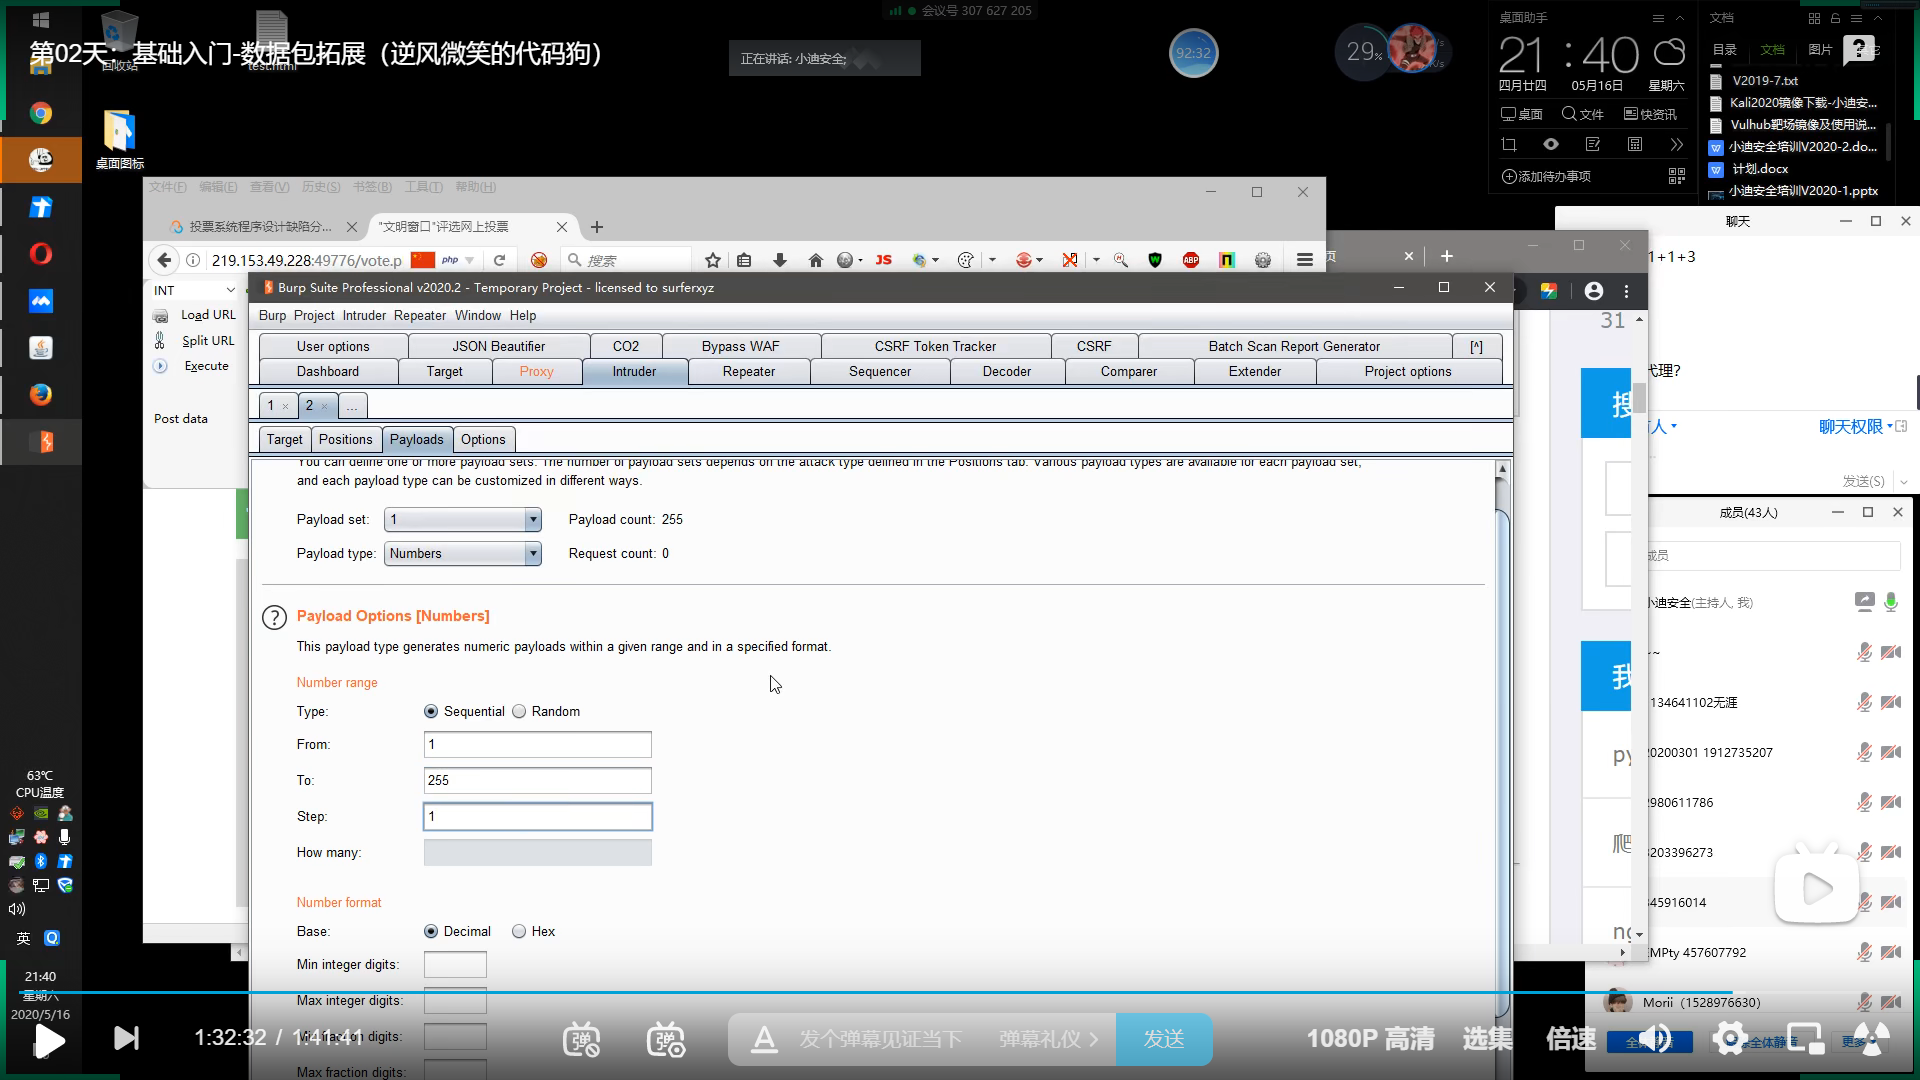 会议号 307 627 205
第02天：基础入门-数据包拓展（逆风微笑的代码狗）
回收站
test.html
正在讲话: 小迪安全;
92:32
29%
桌面助手
21:40
四月廿四 05月16日 星期六
桌面 文件 快资讯
添加待办事项
文档
目录 文档 图片
V2019-7.txt
Kali2020镜像下载-小迪安...
Vulhub靶场镜像及使用说...
小迪安全培训V2020-2.do...
计划.docx
小迪安全培训V2020-1.pptx
桌面图标
文件(F) 编辑(E) 查看(V) 历史(S) 书签(B) 工具(T) 帮助(H)
投票系统程序设计缺陷分...
"文明窗口"评选网上投票
219.153.49.228:49776/vote.p
php
搜索
JS
ABP
INT
Load URL
Split URL
Execute
Post data
Burp Suite Professional v2020.2 - Temporary Project - licensed to surferxyz
Burp Project Intruder Repeater Window Help
User options JSON Beautifier CO2 Bypass WAF CSRF Token Tracker CSRF Batch Scan Report Generator [^]
Dashboard Target Proxy Intruder Repeater Sequencer Decoder Comparer Extender Project options
1 × 2 × ...
Target Positions Payloads Options
You can define one or more payload sets. The number of payload sets depends on the attack type defined in the Positions tab. Various payload types are available for each payload set,
and each payload type can be customized in different ways.
Payload set: 1 Payload count: 255
Payload type: Numbers Request count: 0
Payload Options [Numbers]
This payload type generates numeric payloads within a given range and in a specified format.
Number range
Type: Sequential Random
From: 1
To: 255
Step: 1
How many:
Number format
Base: Decimal Hex
Min integer digits:
Max integer digits:
Min fraction digits:
Max fraction digits:
页
31
搜
我
py
爬
ng
聊天
1+1+3
代理?
人
聊天权限
发送(S)
成员(43人)
成员
小迪安全(主持人, 我)
~
134641102无涯
20200301 1912735207
2980611786
3203396273
345916014
EMPty 457607792
Morii（1528976630）
更多
63℃
CPU温度
英
21:40
星期六
2020/5/16
1:32:32 / 1:41:41
弹
弹
发个弹幕见证当下
弹幕礼仪
发送
1080P 高清
选集
倍速